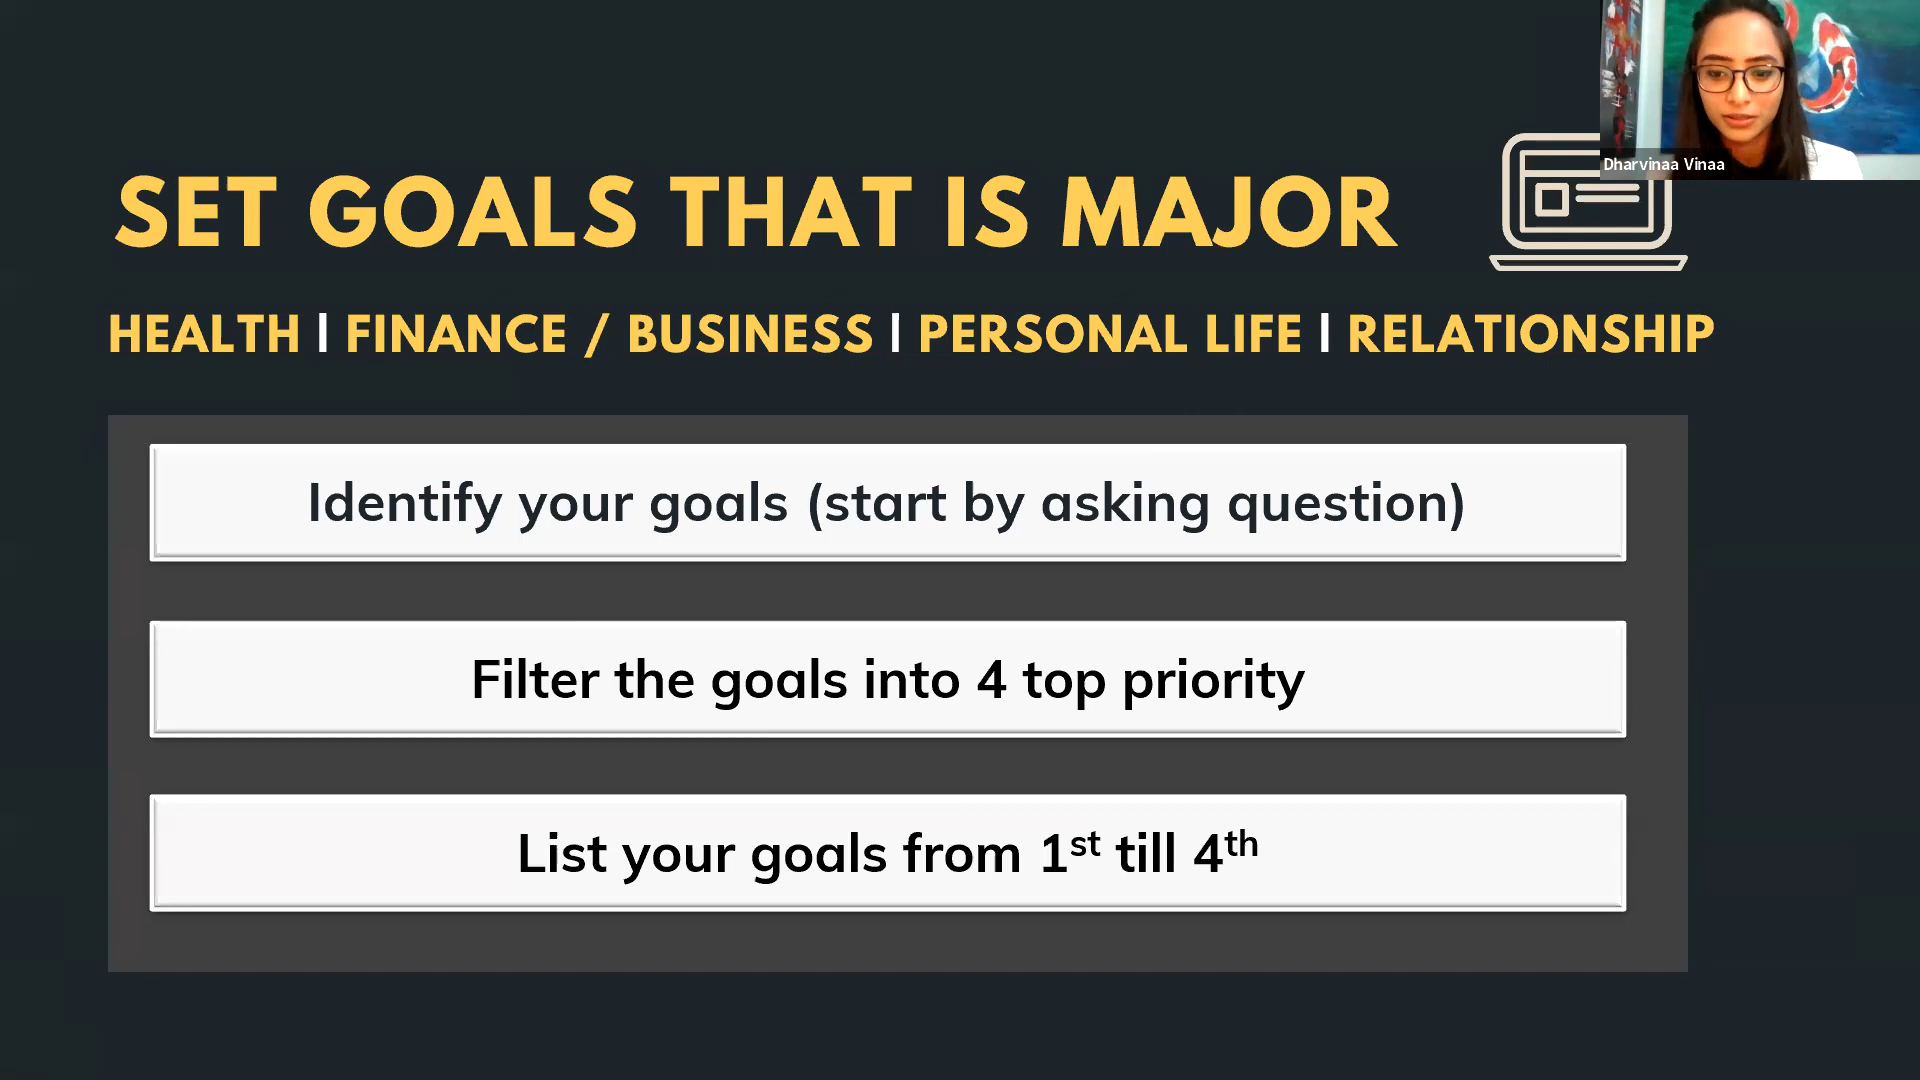 SET GOALS THAT IS MAJOR
Dharvinaa Vinaa
HEALTH | FINANCE / BUSINESS | PERSONAL LIFE | RELATIONSHIP
Identify your goals (start by asking question)
Filter the goals into 4 top priority
List your goals from 1st till 4th